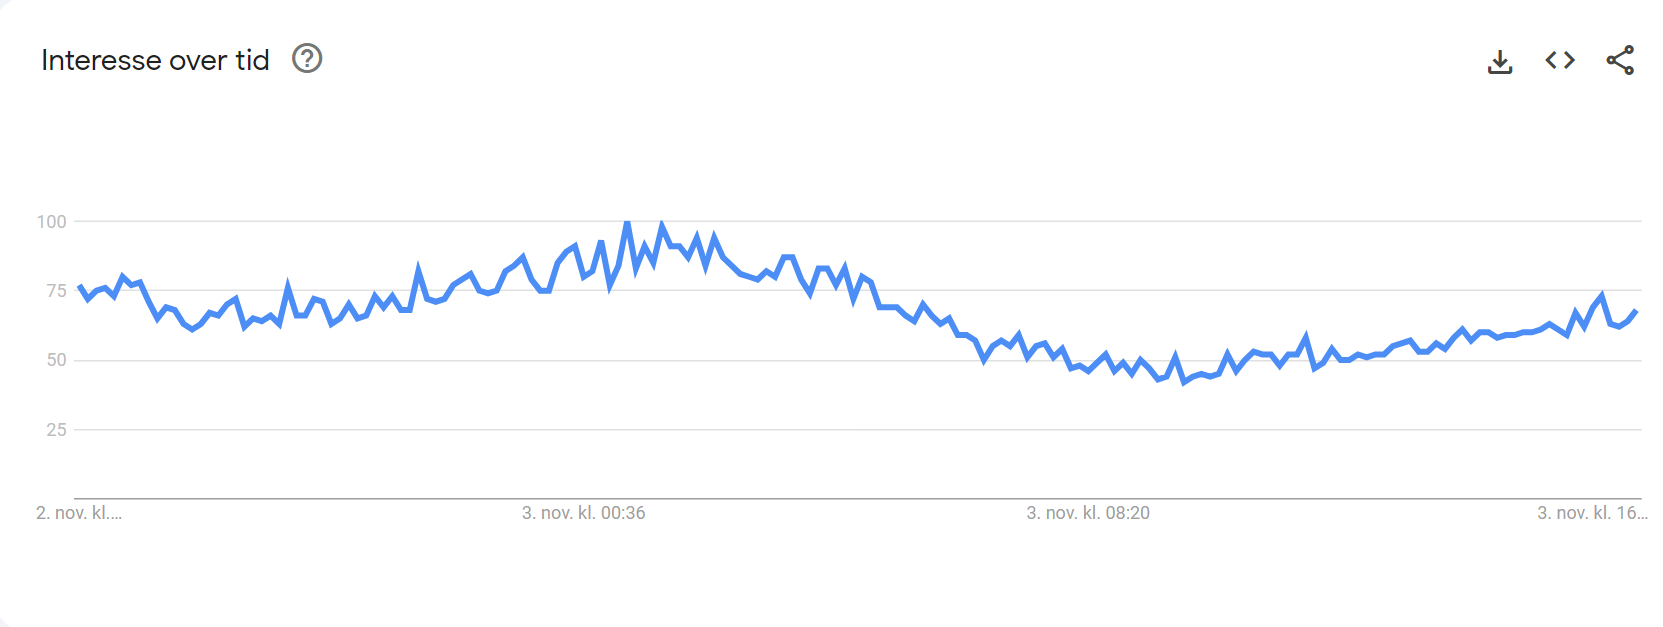 Interesse over tid
100
75
50
25
2. nov. kl....
3. nov. kl. 00:36
3. nov. kl. 08:20
3. nov. kl. 16...